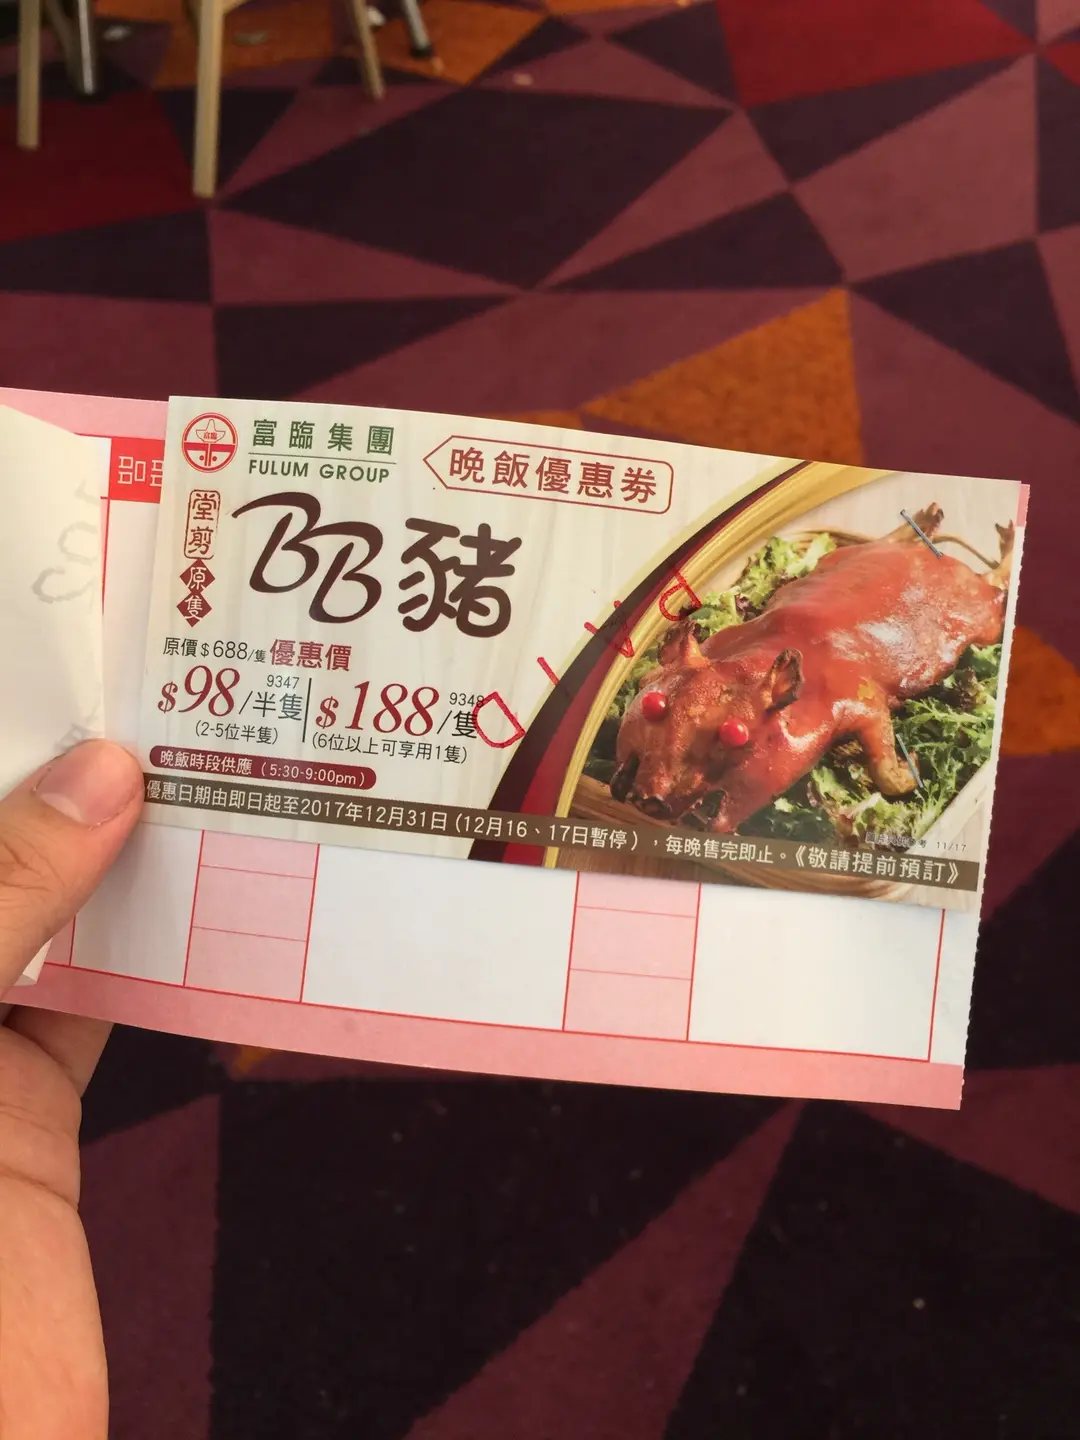 富臨集團
FULUM GROUP
晚飯優惠券
堂剪
原隻
BB豬
原價$688/隻 優惠價
$98/半隻 9347
(2-5位半隻)
$188/隻 9348
(6位以上可享用1隻)
晚飯時段供應（5:30-9:00pm）
優惠日期由即日起至2017年12月31日 (12月16、17日暫停)，每晚售完即止。《敬請提前預訂》
11/17
PAID